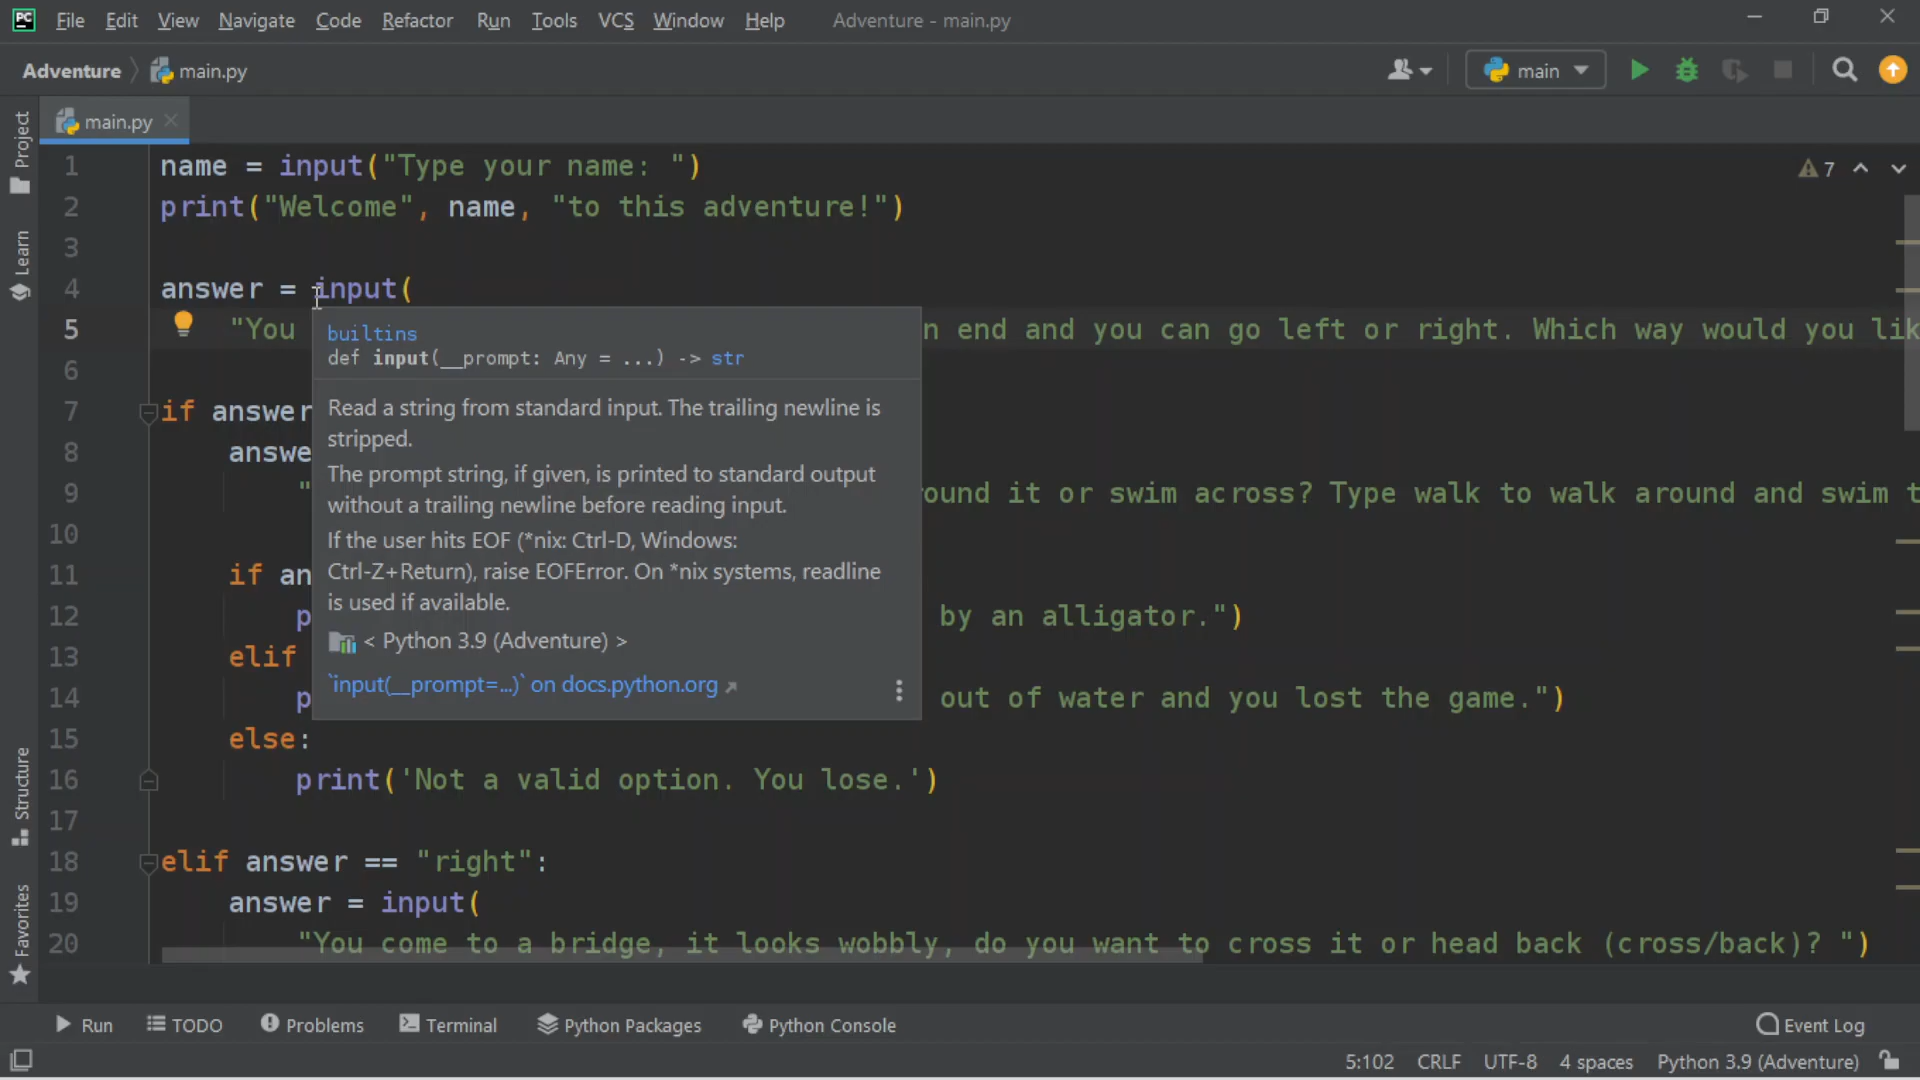 File Edit View Navigate Code Refactor Run Tools VCS Window Help Adventure - main.py
Adventure main.py main
main.py
Project
Learn
Structure
Favorites
1 name = input("Type your name: ") 7
2 print("Welcome", name, "to this adventure!")
3
4 answer = input(
5 "You n end and you can go left or right. Which way would you lik
6
7 if answer
8 answe
9 " ound it or swim across? Type walk to walk around and swim t
10
11 if an
12 p by an alligator.")
13 elif
14 p out of water and you lost the game.")
15 else:
16 print('Not a valid option. You lose.')
17
18 elif answer == "right":
19 answer = input(
20 "You come to a bridge, it looks wobbly, do you want to cross it or head back (cross/back)? ")
builtins
def input(__prompt: Any = ...) -> str
Read a string from standard input. The trailing newline is
stripped.
The prompt string, if given, is printed to standard output
without a trailing newline before reading input.
If the user hits EOF (*nix: Ctrl-D, Windows:
Ctrl-Z+Return), raise EOFError. On *nix systems, readline
is used if available.
< Python 3.9 (Adventure) >
`input(__prompt=...)` on docs.python.org
Run TODO Problems Terminal Python Packages Python Console Event Log
5:102 CRLF UTF-8 4 spaces Python 3.9 (Adventure)